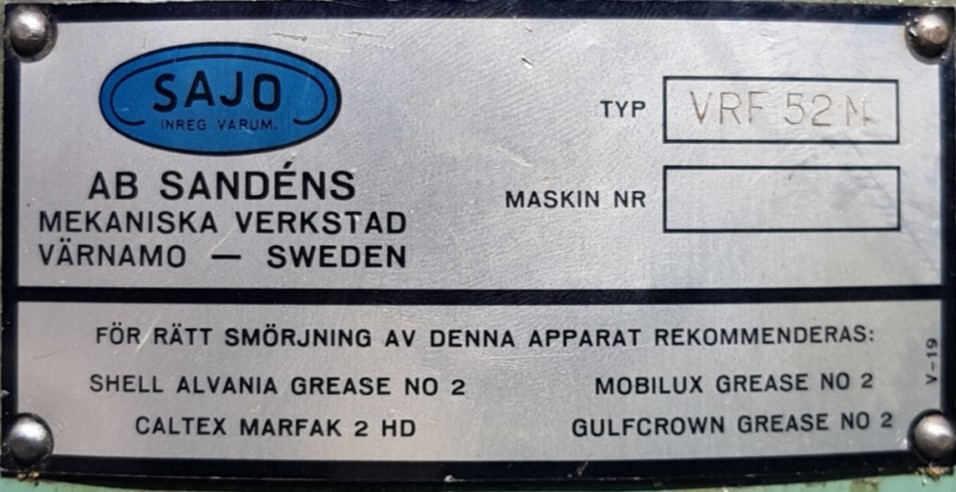 SAJO
INREG VARUM.
AB SANDÉNS
MEKANISKA VERKSTAD
VÄRNAMO — SWEDEN
TYP VRF 52 N
MASKIN NR
FÖR RÄTT SMÖRJNING AV DENNA APPARAT REKOMMENDERAS:
SHELL ALVANIA GREASE NO 2
MOBILUX GREASE NO 2
CALTEX MARFAK 2 HD
GULFCROWN GREASE NO 2
V-19